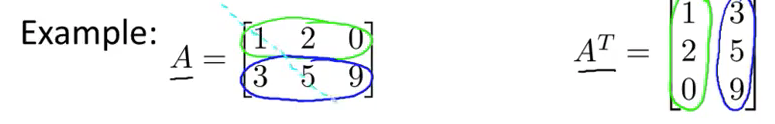 Example: A = [1 2 0
3 5 9]
A^T = [1 3
2 5
0 9]